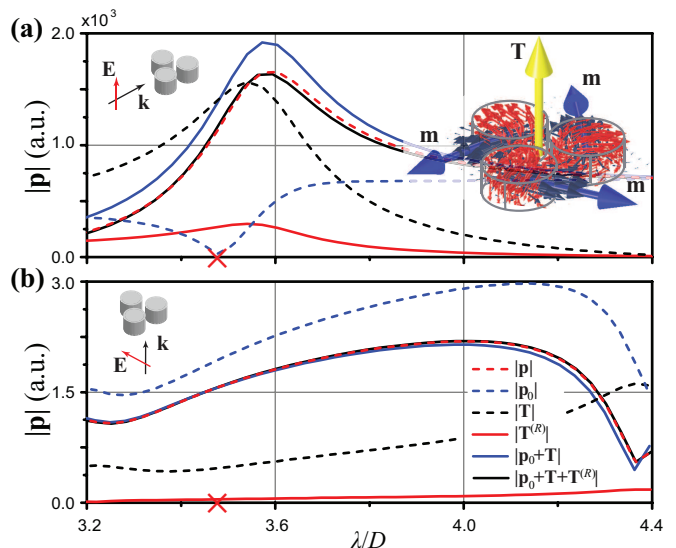 (a)
2.0
×10³
E
k
T
m
m
m
|p| (a.u.)
1.0
0.0
(b)
3.0
k
E
|p| (a.u.)
1.5
0.0
|p|
|p₀|
|T|
|T⁽ᴿ⁾|
|p₀+T|
|p₀+T+T⁽ᴿ⁾|
3.2 3.6 4.0 4.4
λ/D